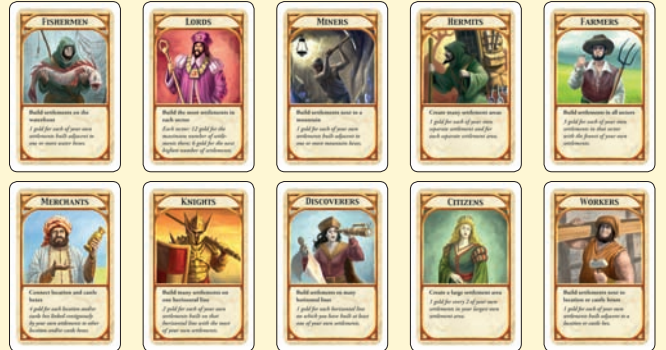 FISHERMEN
Build settlements on the
waterfront
1 gold for each of your own
settlements built adjacent to
one or more water hexes.
LORDS
Build the most settlements in
each sector
Each sector: 12 gold for the
maximum number of settle-
ments there; 6 gold for the next
highest number of settlements.
MINERS
Build settlements next to a
mountain
1 gold for each of your own
settlements built adjacent to
one or more mountain hexes.
HERMITS
Create many settlement areas
1 gold for each of your own
separate settlement and for
each separate settlement area.
FARMERS
Build settlements in all sectors
3 gold for each of your own
settlements in that sector
with the fewest of your own
settlements.
MERCHANTS
Connect location and castle
hexes
4 gold for each location and/or
castle hex linked contiguously
by your own settlements to other
location and/or castle hexes.
KNIGHTS
Build many settlements on
one horizontal line
2 gold for each of your own
settlements built on that
horizontal line with the most
of your own settlements.
DISCOVERERS
Build settlements on many
horizontal lines
1 gold for each horizontal line
on which you have built at least
one of your own settlements.
CITIZENS
Create a large settlement area
1 gold for every 2 of your own
settlements in your largest own
settlement area.
WORKERS
Build settlements next to
location or castle hexes
1 gold for each of your own
settlements built adjacent to a
location or castle hex.